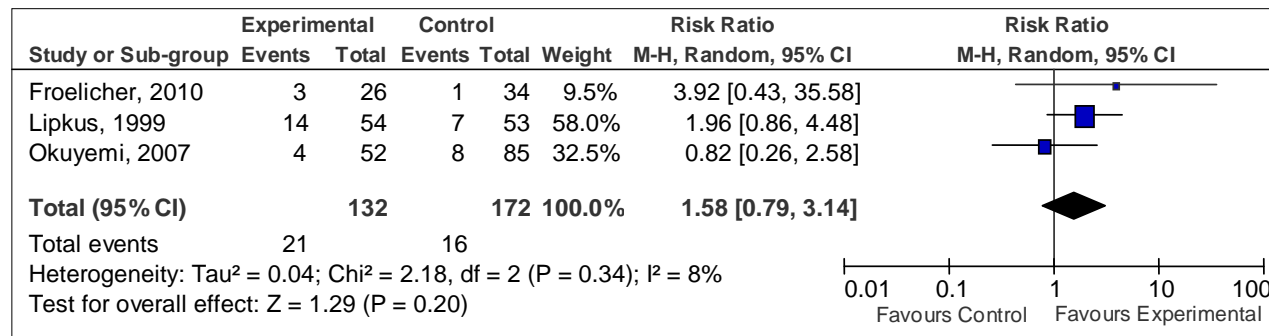 Experimental Control Risk Ratio Risk Ratio
Study or Sub-group Events Total Events Total Weight M-H, Random, 95% CI M-H, Random, 95% CI
Froelicher, 2010 3 26 1 34 9.5% 3.92 [0.43, 35.58]
Lipkus, 1999 14 54 7 53 58.0% 1.96 [0.86, 4.48]
Okuyemi, 2007 4 52 8 85 32.5% 0.82 [0.26, 2.58]
Total (95% CI) 132 172 100.0% 1.58 [0.79, 3.14]
Total events 21 16
Heterogeneity: Tau² = 0.04; Chi² = 2.18, df = 2 (P = 0.34); I² = 8%
Test for overall effect: Z = 1.29 (P = 0.20)
0.01 0.1 1 10 100
Favours Control Favours Experimental